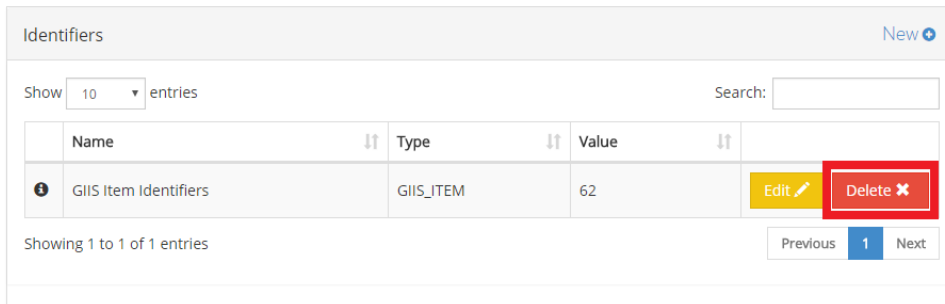 Identifiers New
Show 10 entries Search:
Name Type Value
GIIS Item Identifiers GIIS_ITEM 62 Edit Delete
Showing 1 to 1 of 1 entries Previous 1 Next